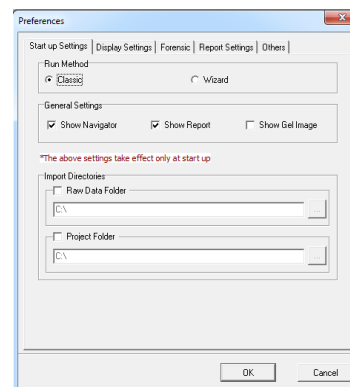 Preferences
Start up Settings Display Settings Forensic Report Settings Others
Run Method
Classic Wizard
General Settings
Show Navigator Show Report Show Gel Image
*The above settings take effect only at start up
Import Directories
Raw Data Folder
C:\ ...
Project Folder
C:\ ...
OK Cancel